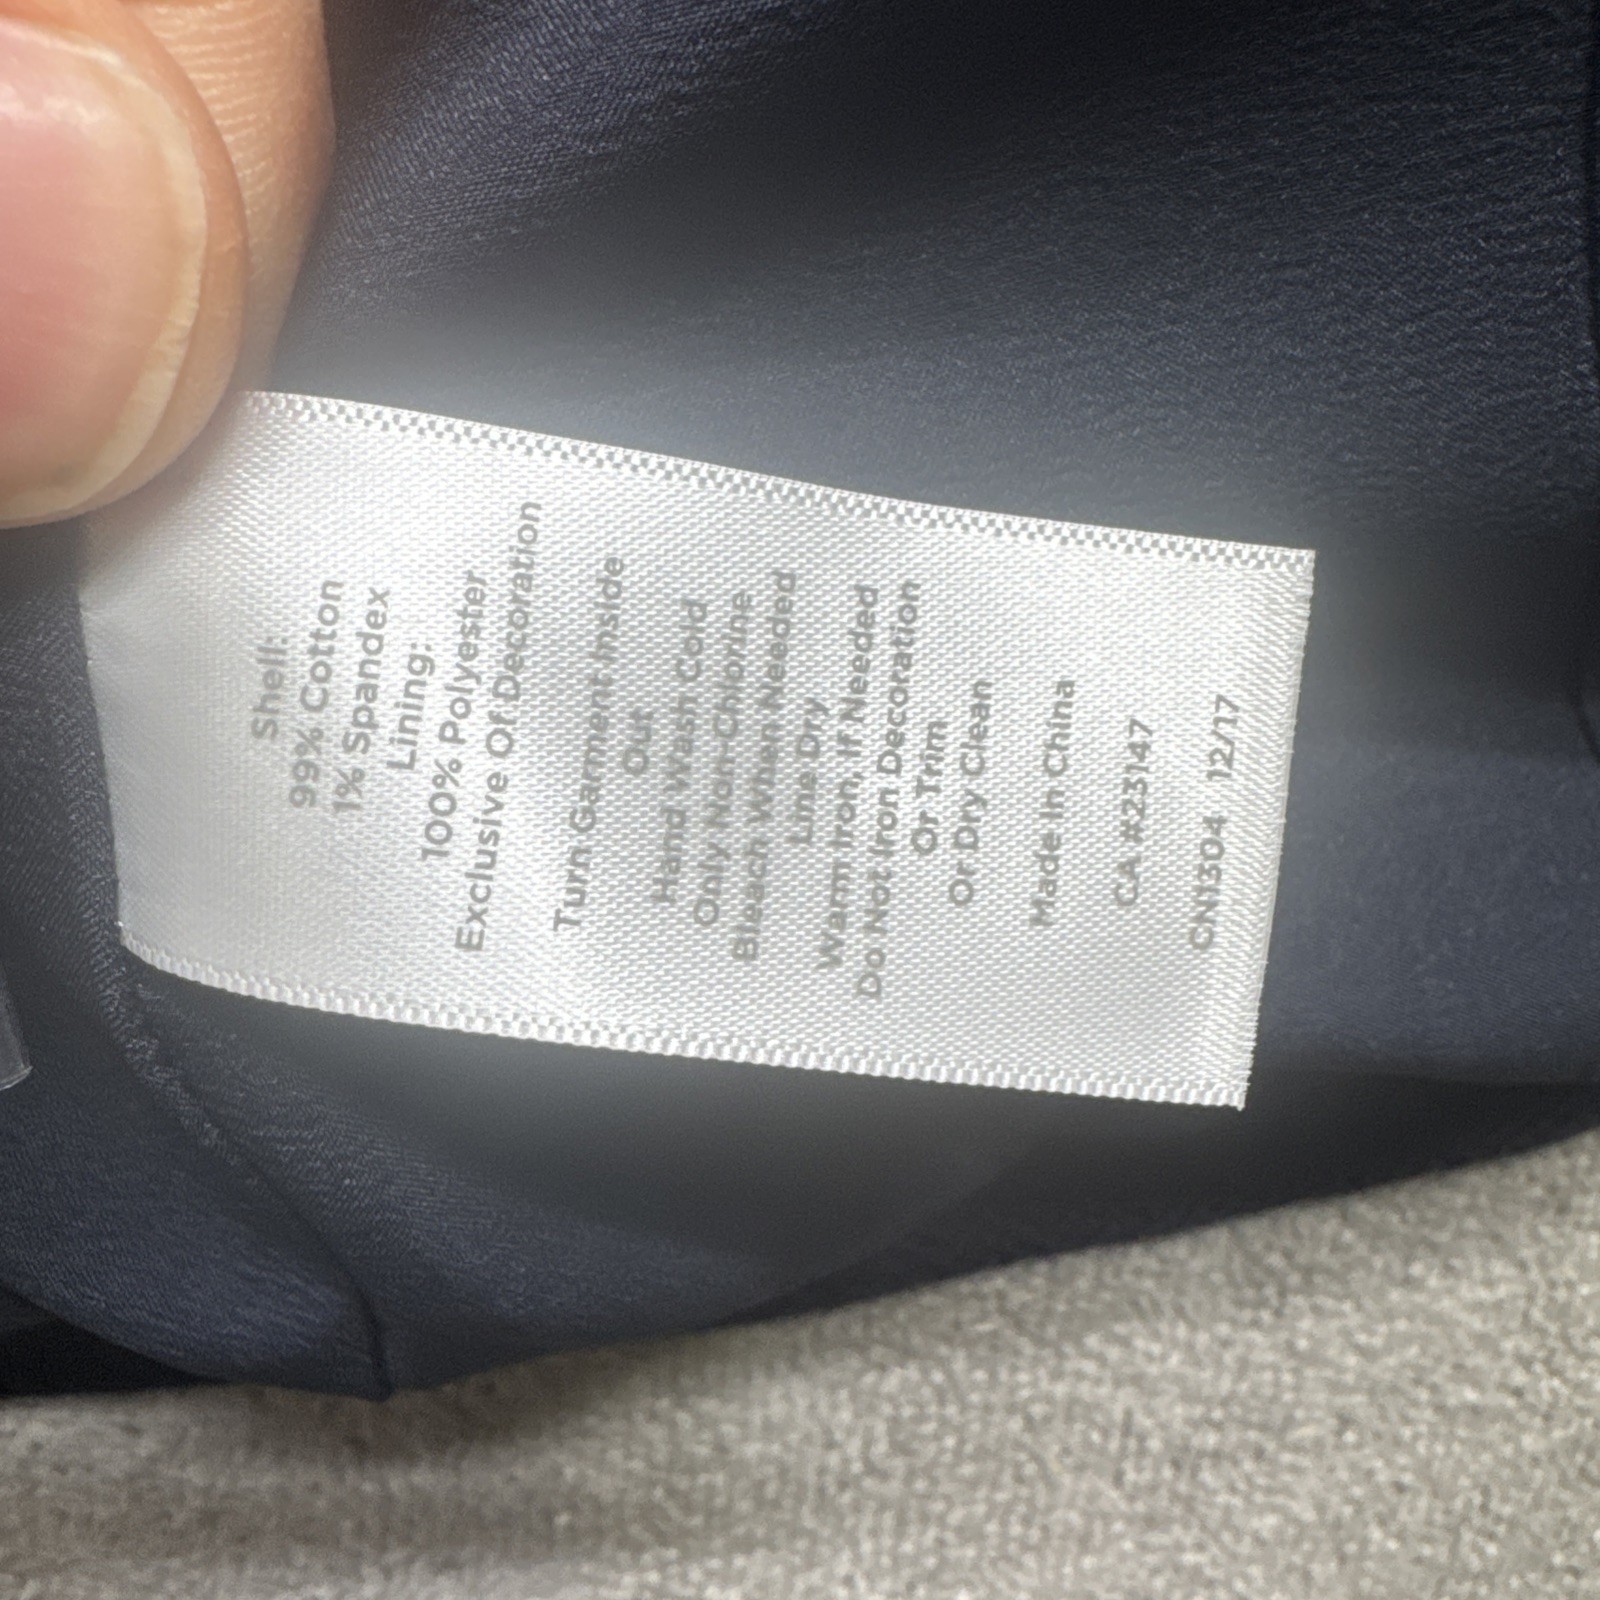 Shell:
99% Cotton
1% Spandex
Lining:
100% Polyester
Exclusive Of Decoration
Turn Garment Inside
Out
Hand Wash Cold
Only Non-Chlorine
Bleach When Needed
Line Dry
Warm Iron, If Needed
Do Not Iron Decoration
Or Trim
Or Dry Clean
Made In China
CA #23147
CN1304 12/17